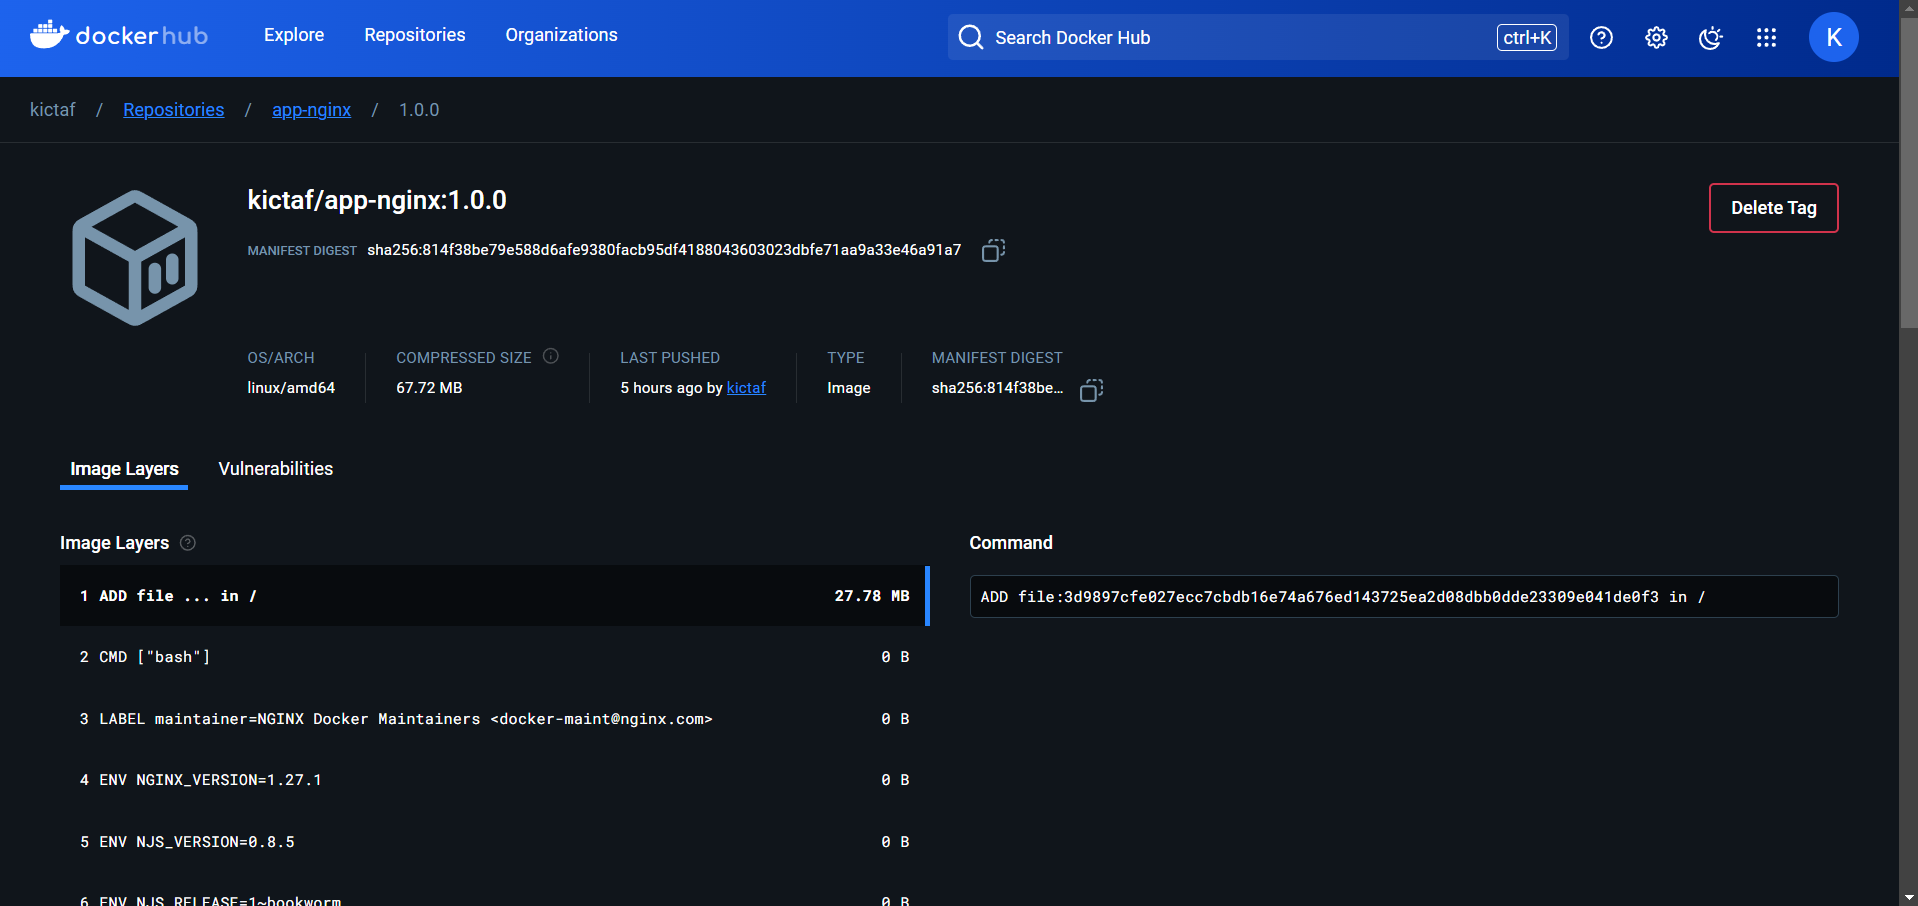 dockerhub Explore Repositories Organizations Search Docker Hub ctrl+K K
kictaf / Repositories / app-nginx / 1.0.0
kictaf/app-nginx:1.0.0
Delete Tag
MANIFEST DIGEST sha256:814f38be79e588d6afe9380facb95df4188043603023dbfe71aa9a33e46a91a7
OS/ARCH COMPRESSED SIZE LAST PUSHED TYPE MANIFEST DIGEST
linux/amd64 67.72 MB 5 hours ago by kictaf Image sha256:814f38be...
Image Layers Vulnerabilities
Image Layers Command
1 ADD file ... in / 27.78 MB
ADD file:3d9897cfe027ecc7cbdb16e74a676ed143725ea2d08dbb0dde23309e041de0f3 in /
2 CMD ["bash"] 0 B
3 LABEL maintainer=NGINX Docker Maintainers <docker-maint@nginx.com> 0 B
4 ENV NGINX_VERSION=1.27.1 0 B
5 ENV NJS_VERSION=0.8.5 0 B
6 ENV NJS_RELEASE=1~bookworm 0 B